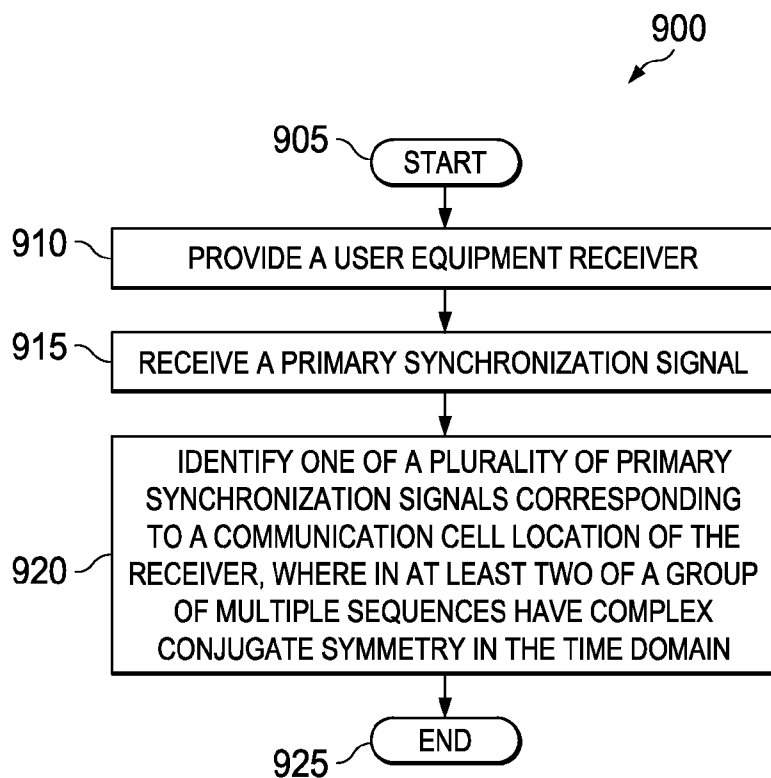 900
905
START
910
PROVIDE A USER EQUIPMENT RECEIVER
915
RECEIVE A PRIMARY SYNCHRONIZATION SIGNAL
920
IDENTIFY ONE OF A PLURALITY OF PRIMARY
SYNCHRONIZATION SIGNALS CORRESPONDING
TO A COMMUNICATION CELL LOCATION OF THE
RECEIVER, WHERE IN AT LEAST TWO OF A GROUP
OF MULTIPLE SEQUENCES HAVE COMPLEX
CONJUGATE SYMMETRY IN THE TIME DOMAIN
END
925